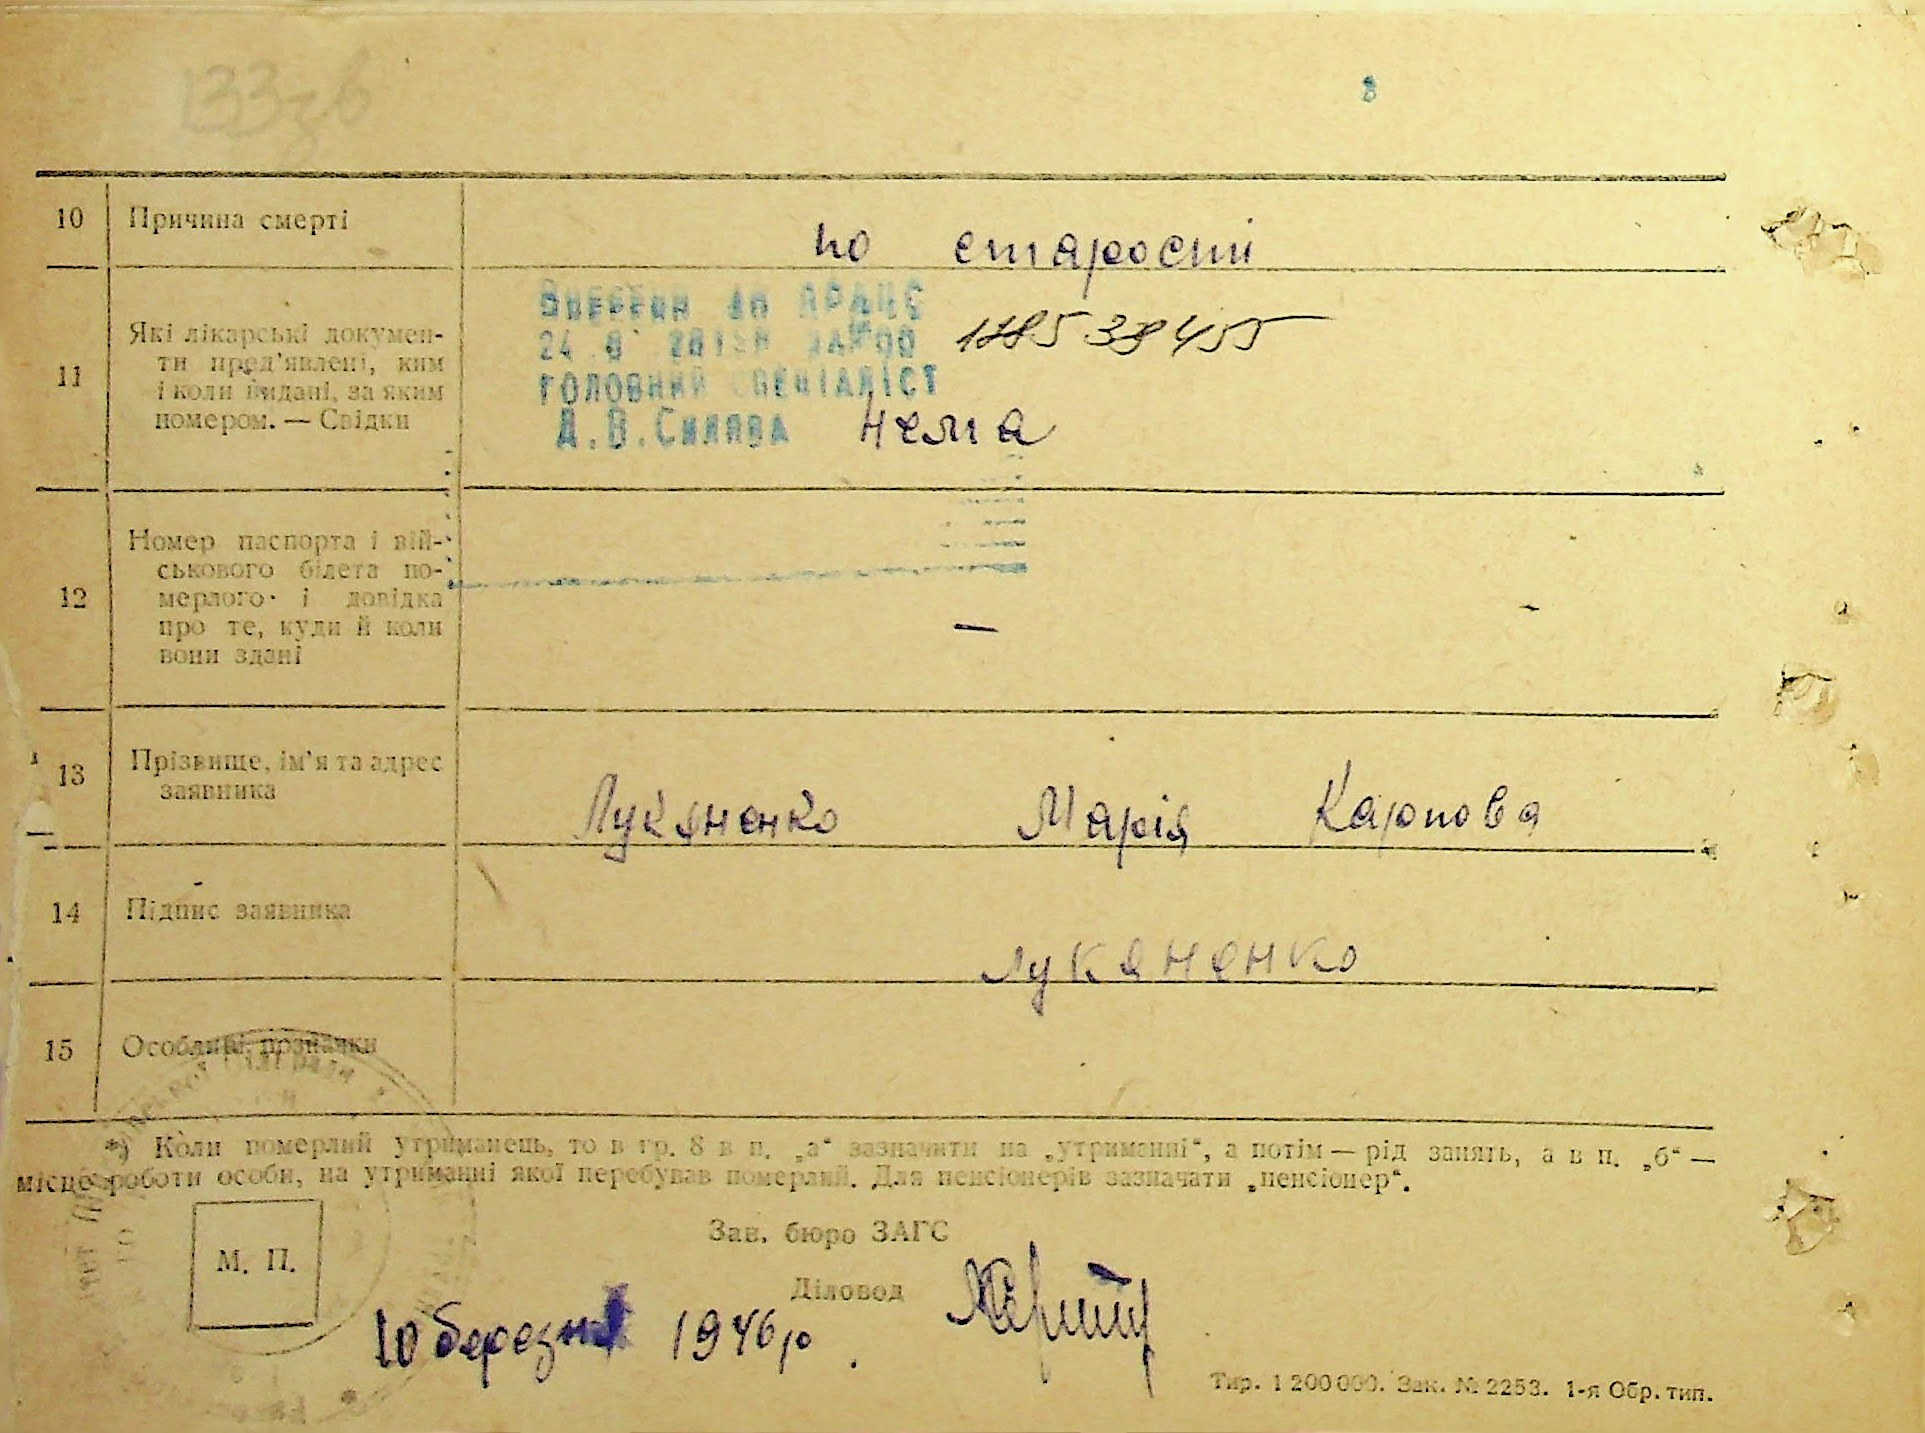 10 Причина смерті по старості
11 Які лікарські докумен-
ти пред'явлені, ким
і коли видані, за яким
номером. — Свідки
ДРАЦС
24
ГОЛОВНИЙ СПЕЦІАЛІСТ
нема
12 Номер паспорта і вій-
ськового білета по-
мерлого і довідка
про те, куди й коли
вони здані
—
13 Прізвище, ім'я та адрес
заявника
Лукяненко Марія Карпова
14 Підпис заявника
Лукяненко
15 Особливі позначки
*) Коли померлий утриманець, то в гр. 8 в п. „а“ зазначити на „утриманні“, а потім — рід занять, а в п. „б“ —
місце роботи особи, на утриманні якої перебував померлий. Для пенсіонерів зазначати „пенсіонер“.
Зав. бюро ЗАГС
М. П.
Діловод
10 березня 1946 р.
Тир. 1 200 000. Зак. № 2253. 1-я Обр. тип.